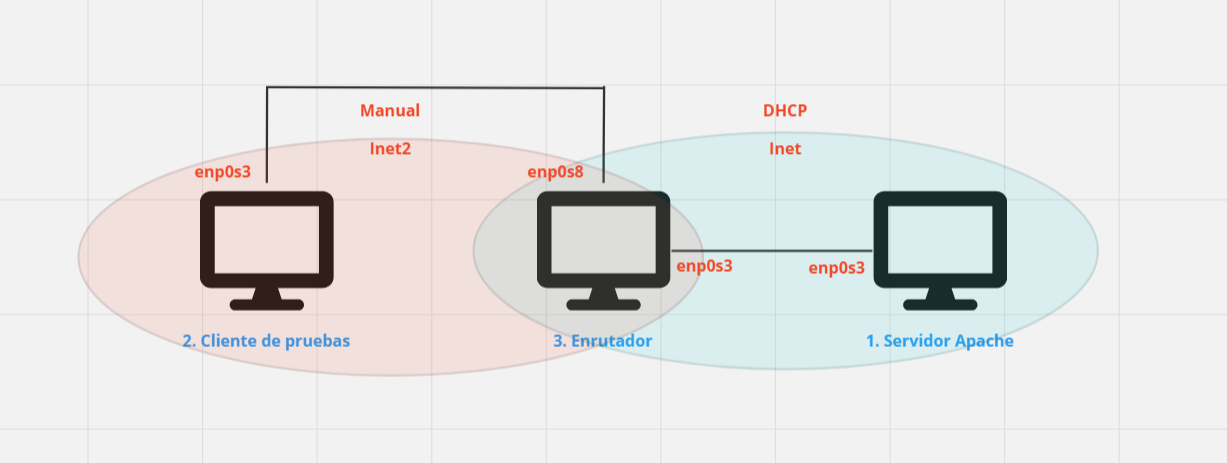 Manual
DHCP
Inet2
Inet
enp0s3
enp0s8
enp0s3
enp0s3
2. Cliente de pruebas
3. Enrutador
1. Servidor Apache